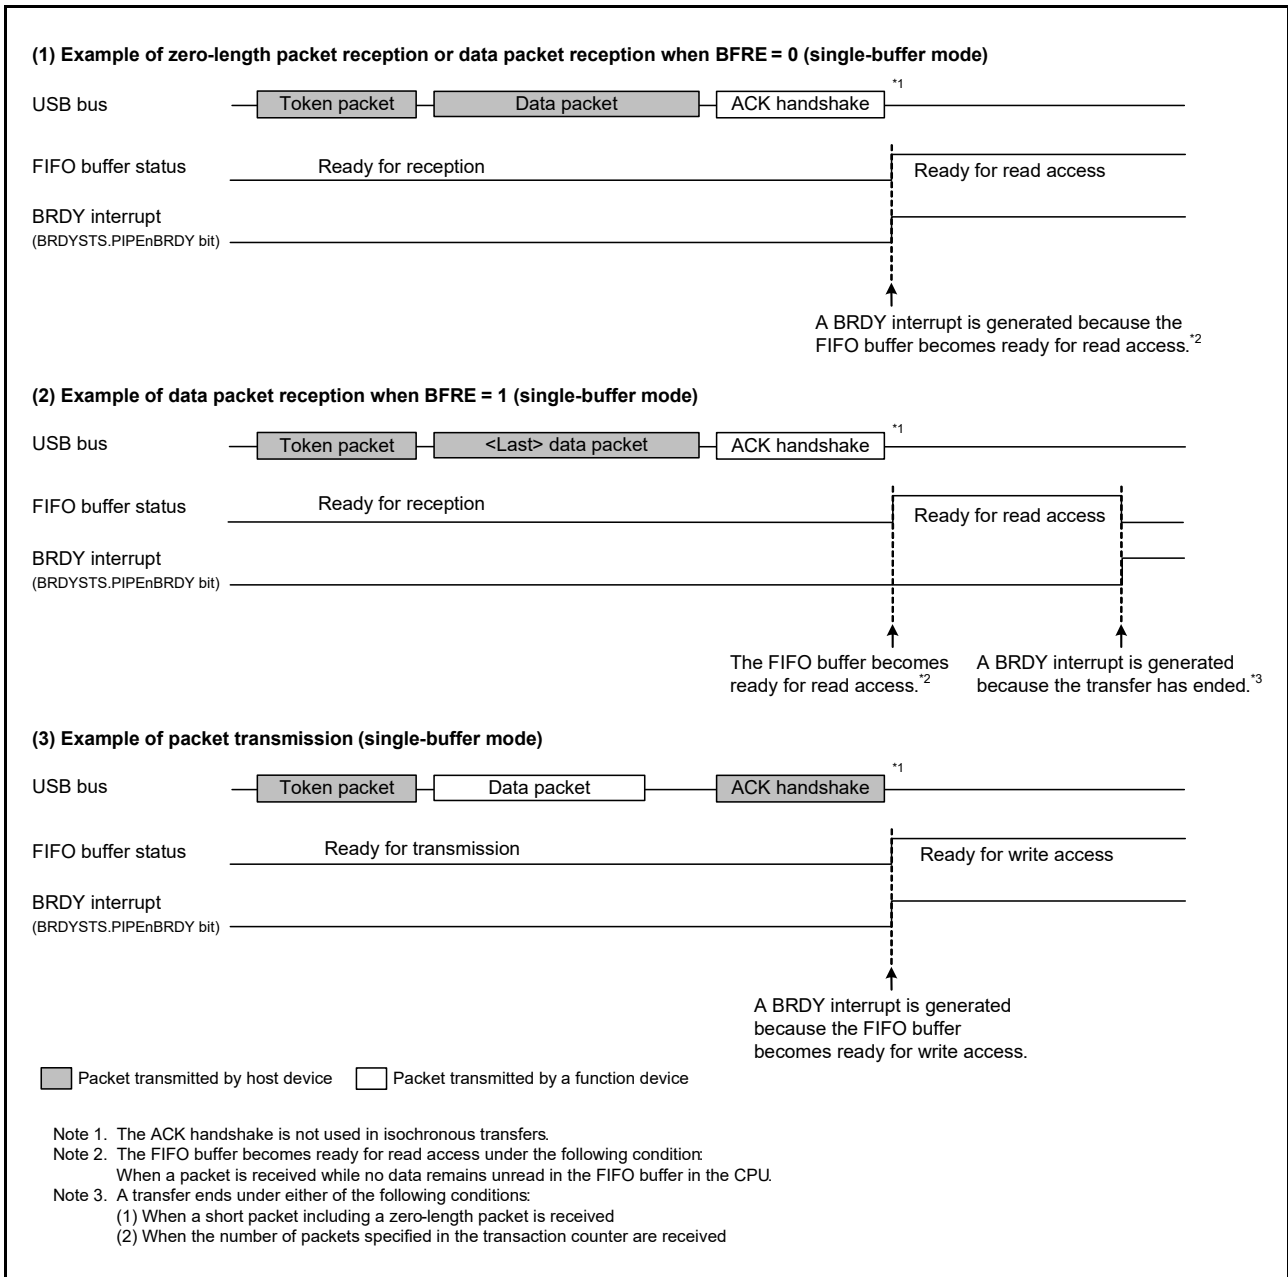 (1) Example of zero-length packet reception or data packet reception when BFRE = 0 (single-buffer mode)
USB bus
Token packet
Data packet
ACK handshake
*1
FIFO buffer status
Ready for reception
Ready for read access
BRDY interrupt
(BRDYSTS.PIPEnBRDY bit)
A BRDY interrupt is generated because the
FIFO buffer becomes ready for read access.*2
(2) Example of data packet reception when BFRE = 1 (single-buffer mode)
USB bus
Token packet
<Last> data packet
ACK handshake
*1
FIFO buffer status
Ready for reception
Ready for read access
BRDY interrupt
(BRDYSTS.PIPEnBRDY bit)
The FIFO buffer becomes
ready for read access.*2
A BRDY interrupt is generated
because the transfer has ended.*3
(3) Example of packet transmission (single-buffer mode)
USB bus
Token packet
Data packet
ACK handshake
*1
FIFO buffer status
Ready for transmission
Ready for write access
BRDY interrupt
(BRDYSTS.PIPEnBRDY bit)
A BRDY interrupt is generated
because the FIFO buffer
becomes ready for write access.
Packet transmitted by host device
Packet transmitted by a function device
Note 1. The ACK handshake is not used in isochronous transfers.
Note 2. The FIFO buffer becomes ready for read access under the following condition:
When a packet is received while no data remains unread in the FIFO buffer in the CPU.
Note 3. A transfer ends under either of the following conditions:
(1) When a short packet including a zero-length packet is received
(2) When the number of packets specified in the transaction counter are received